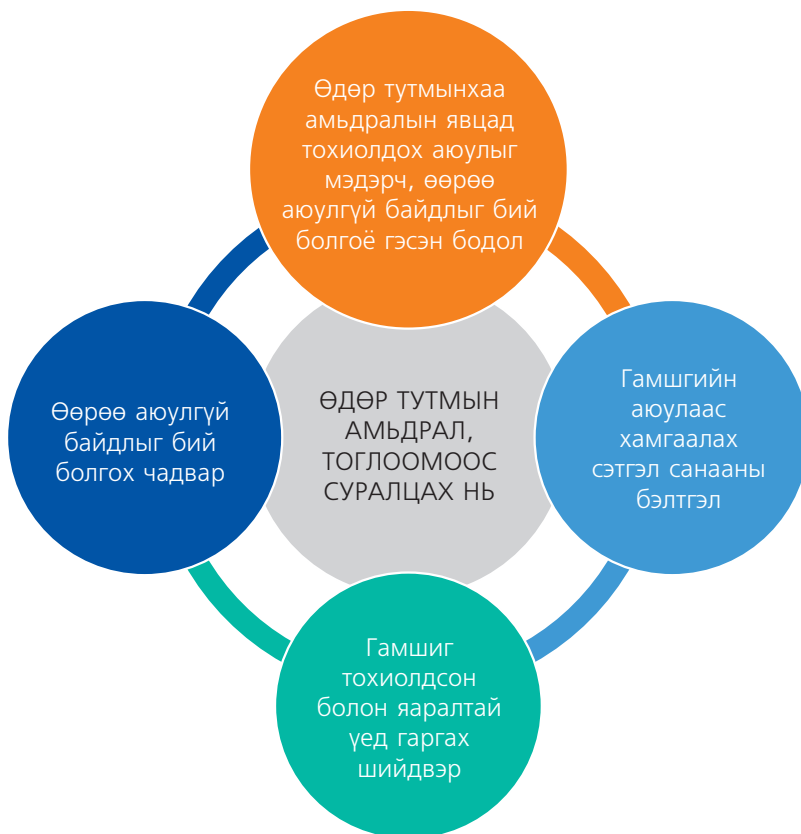 Өдөр тутмынхаа
амьдралын явцад
тохиолдох аюулыг
мэдэрч, өөрөө
аюулгүй байдлыг бий
болгоё гэсэн бодол
Өөрөө аюулгүй
байдлыг бий
болгох чадвар
ӨДӨР ТУТМЫН
АМЬДРАЛ,
ТОГЛООМООС
СУРАЛЦАХ НЬ
Гамшгийн
аюулаас
хамгаалах
сэтгэл санааны
бэлтгэл
Гамшиг
тохиолдсон
болон яаралтай
үед гаргах
шийдвэр